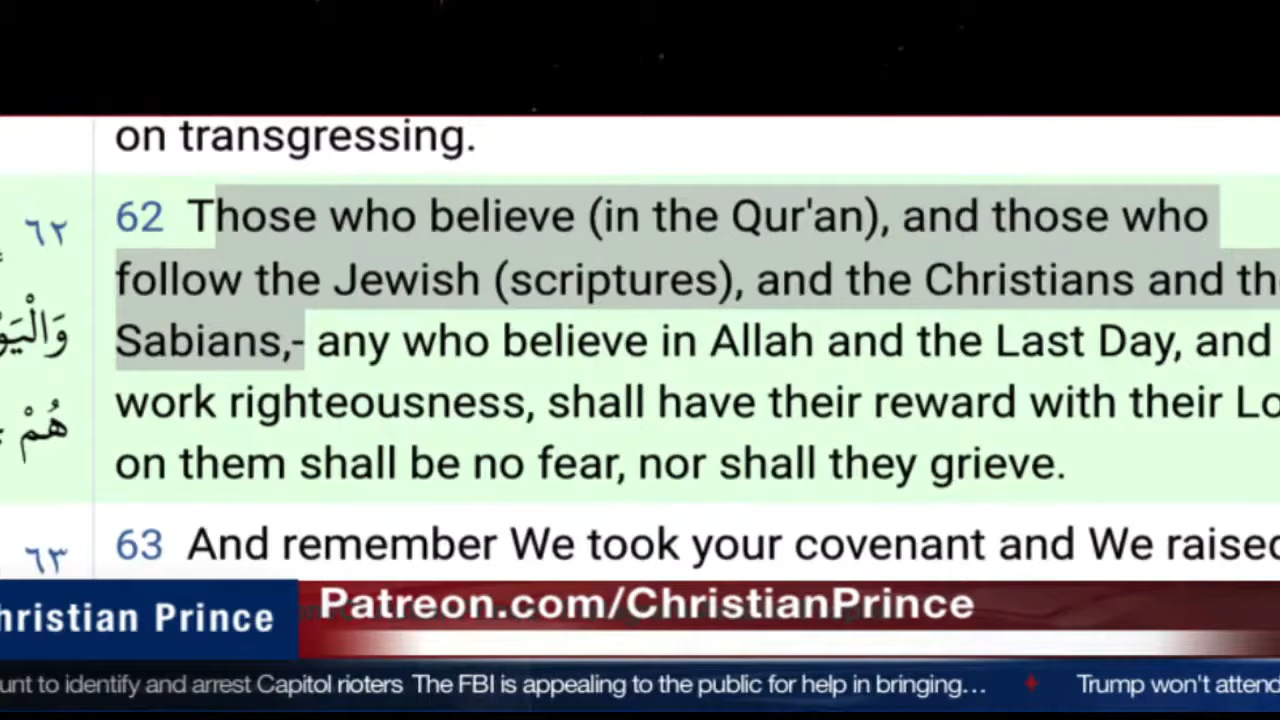 on transgressing.
٦٢ 62 Those who believe (in the Qur'an), and those who
follow the Jewish (scriptures), and the Christians and th
Sabians,- any who believe in Allah and the Last Day, and
work righteousness, shall have their reward with their Lo
on them shall be no fear, nor shall they grieve.
هُمْ
٦٣ 63 And remember We took your covenant and We raised
hristian Prince
Patreon.com/ChristianPrince
unt to identify and arrest Capitol rioters The FBI is appealing to the public for help in bringing... Trump won't attend